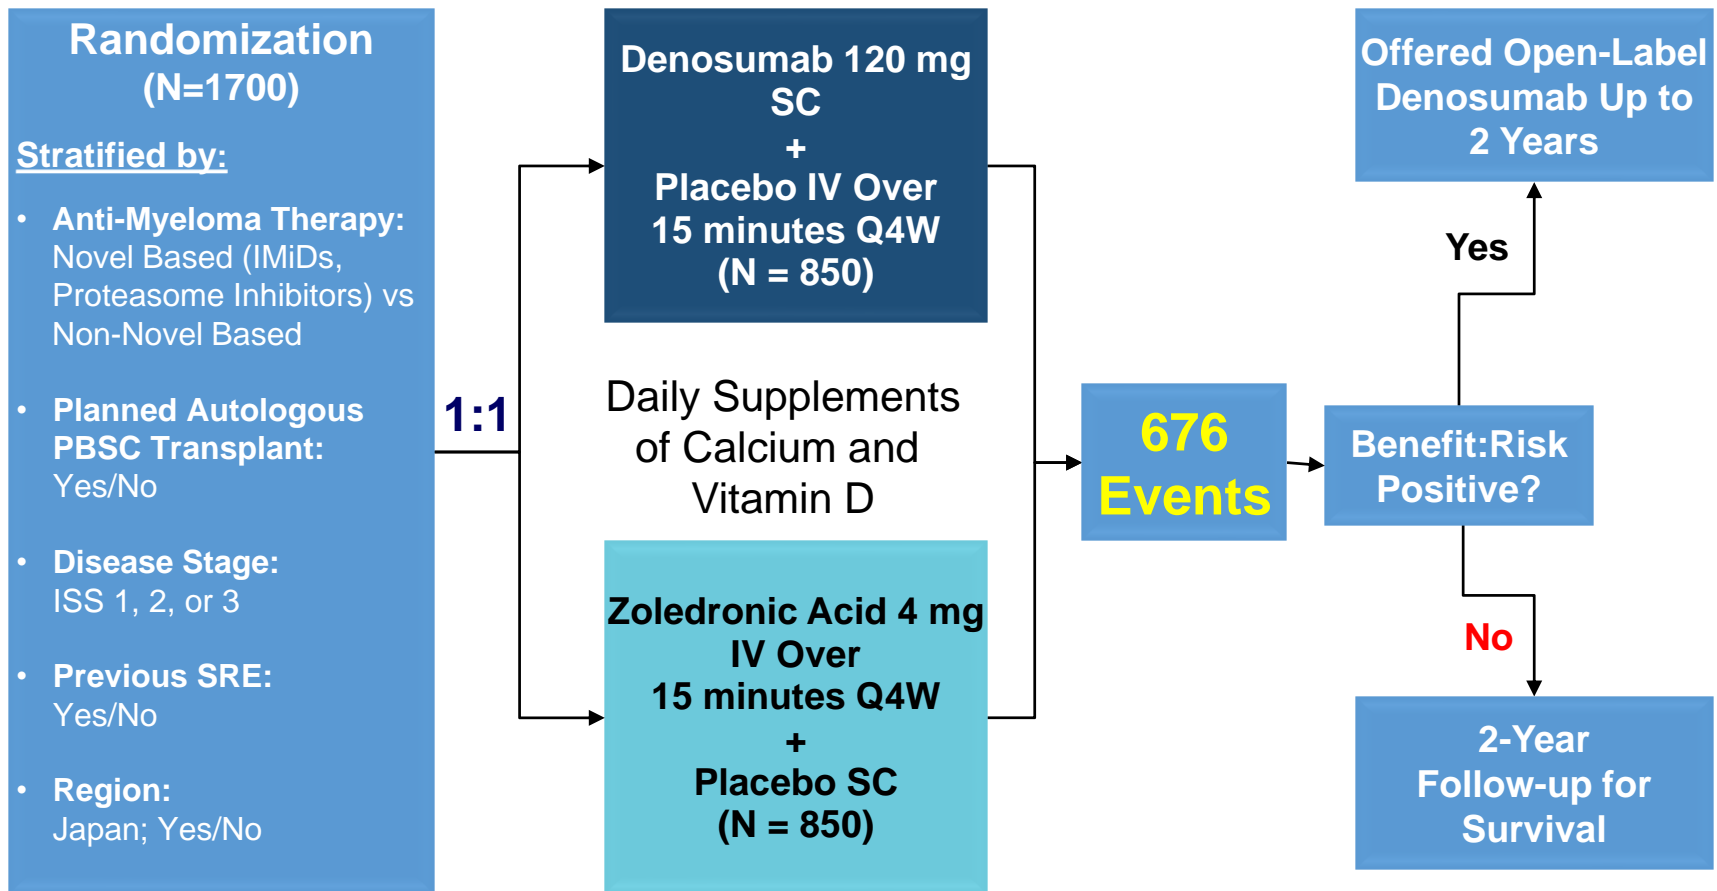 Randomization
(N=1700)
Stratified by:
• Anti-Myeloma Therapy:
Novel Based (IMiDs,
Proteasome Inhibitors) vs
Non-Novel Based
• Planned Autologous
PBSC Transplant:
Yes/No
• Disease Stage:
ISS 1, 2, or 3
• Previous SRE:
Yes/No
• Region:
Japan; Yes/No
1:1
Denosumab 120 mg
SC
+
Placebo IV Over
15 minutes Q4W
(N = 850)
Daily Supplements
of Calcium and
Vitamin D
Zoledronic Acid 4 mg
IV Over
15 minutes Q4W
+
Placebo SC
(N = 850)
676
Events
Benefit:Risk
Positive?
Yes
Offered Open-Label
Denosumab Up to
2 Years
No
2-Year
Follow-up for
Survival